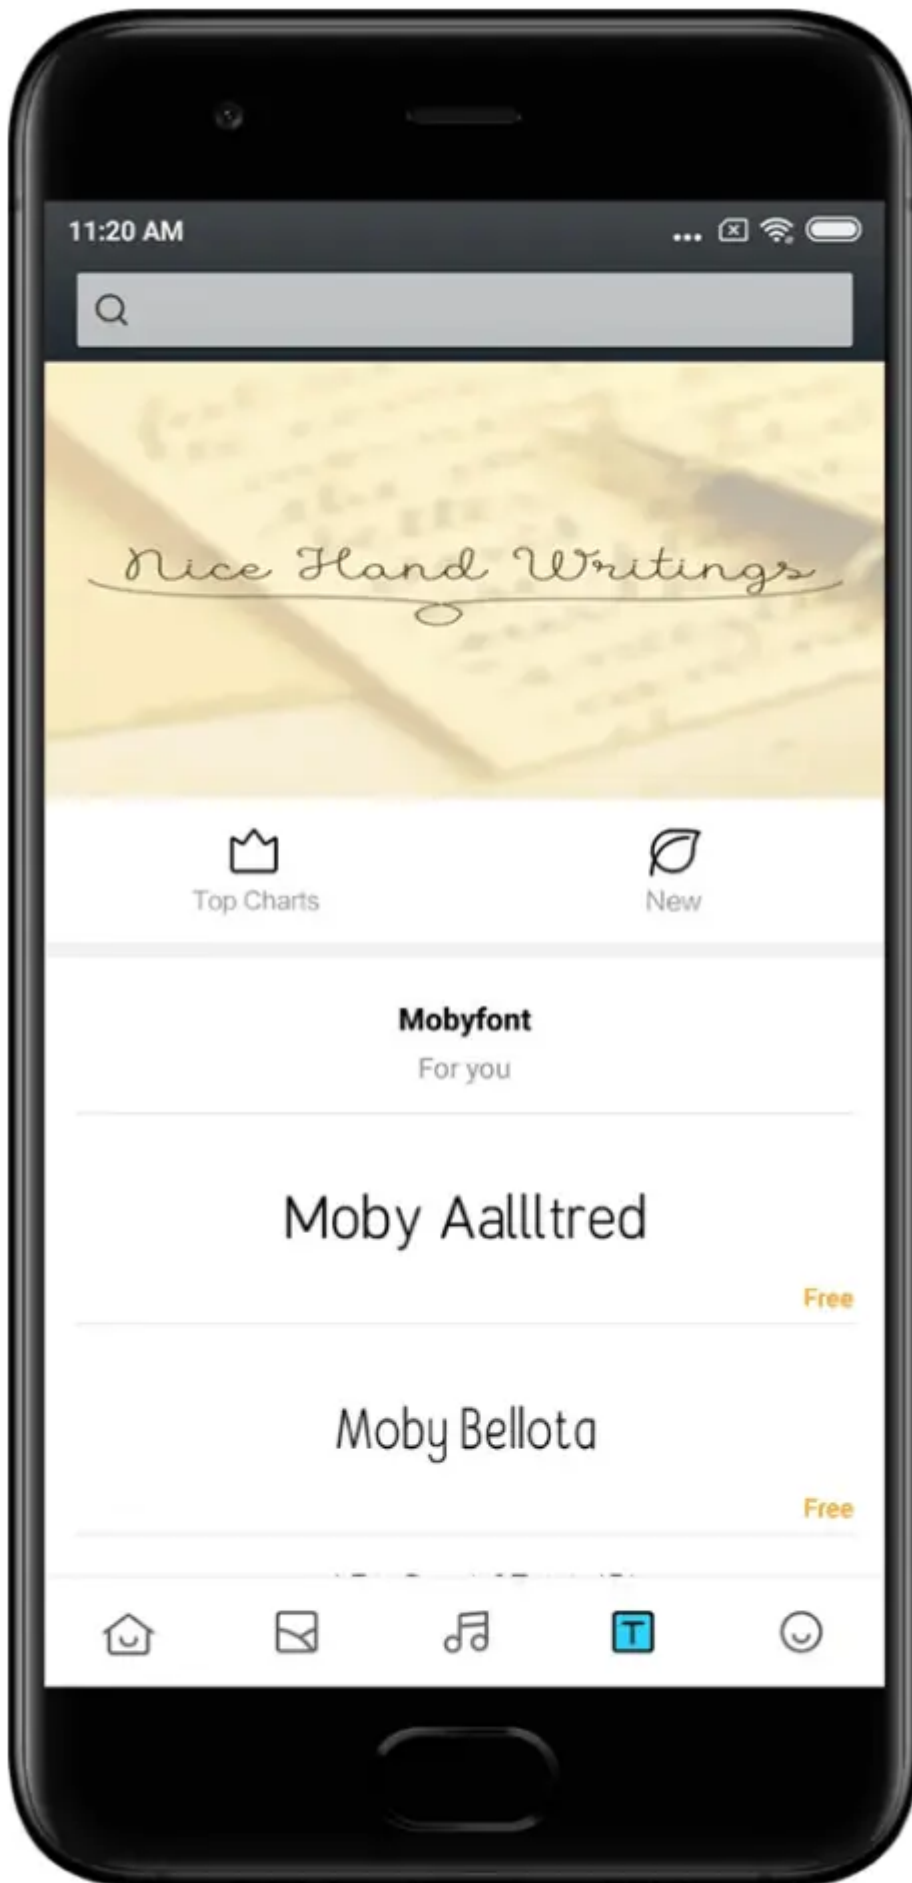 11:20 AM
Nice Hand Writings
Top Charts
New
Mobyfont
For you
Moby Aallltred
Free
Moby Bellota
Free
T